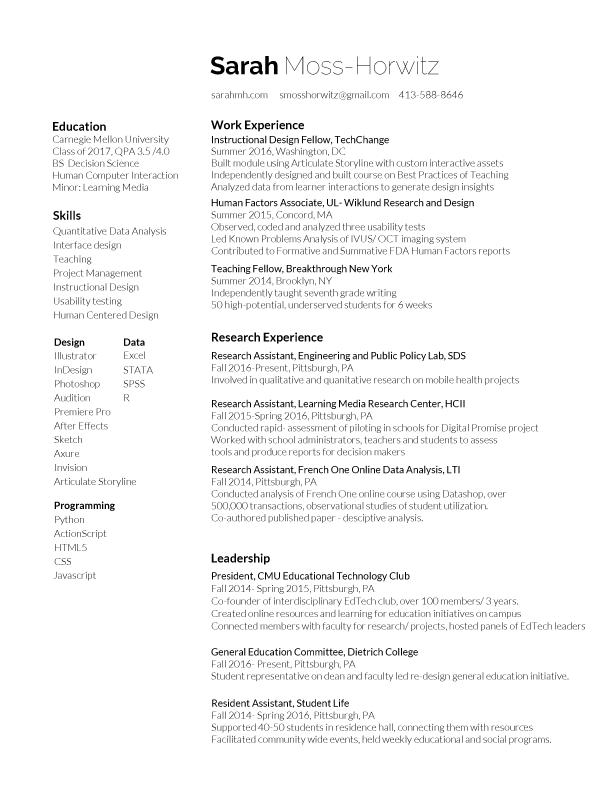 Sarah Moss-Horwitz
sarahmh.com smosshorwitz@gmail.com 413-588-8646
Education
Carnegie Mellon University
Class of 2017, QPA 3.5 /4.0
BS Decision Science
Human Computer Interaction
Minor: Learning Media
Skills
Quantitative Data Analysis
Interface design
Teaching
Project Management
Instructional Design
Usability testing
Human Centered Design
Design
Illustrator
InDesign
Photoshop
Audition
Premiere Pro
After Effects
Sketch
Axure
Invision
Articulate Storyline
Data
Excel
STATA
SPSS
R
Programming
Python
ActionScript
HTML5
CSS
Javascript
Work Experience
Instructional Design Fellow, TechChange
Summer 2016, Washington, DC
Built module using Articulate Storyline with custom interactive assets
Independently designed and built course on Best Practices of Teaching
Analyzed data from learner interactions to generate design insights
Human Factors Associate, UL- Wiklund Research and Design
Summer 2015, Concord, MA
Observed, coded and analyzed three usability tests
Led Known Problems Analysis of IVUS/ OCT imaging system
Contributed to Formative and Summative FDA Human Factors reports
Teaching Fellow, Breakthrough New York
Summer 2014, Brooklyn, NY
Independently taught seventh grade writing
50 high-potential, underserved students for 6 weeks
Research Experience
Research Assistant, Engineering and Public Policy Lab, SDS
Fall 2016-Present, Pittsburgh, PA
Involved in qualitative and quanitative research on mobile health projects
Research Assistant, Learning Media Research Center, HCII
Fall 2015-Spring 2016, Pittsburgh, PA
Conducted rapid- assessment of piloting in schools for Digital Promise project
Worked with school administrators, teachers and students to assess
tools and produce reports for decision makers
Research Assistant, French One Online Data Analysis, LTI
Fall 2014, Pittsburgh, PA
Conducted analysis of French One online course using Datashop, over
500,000 transactions, observational studies of student utilization.
Co-authored published paper - desciptive analysis.
Leadership
President, CMU Educational Technology Club
Fall 2014- Spring 2015, Pittsburgh, PA
Co-founder of interdisciplinary EdTech club, over 100 members/ 3 years.
Created online resources and learning for education initiatives on campus
Connected members with faculty for research/ projects, hosted panels of EdTech leaders
General Education Committee, Dietrich College
Fall 2016- Present, Pittsburgh, PA
Student representative on dean and faculty led re-design general education initiative.
Resident Assistant, Student Life
Fall 2014- Spring 2016, Pittsburgh, PA
Supported 40-50 students in residence hall, connecting them with resources
Facilitated community wide events, held weekly educational and social programs.